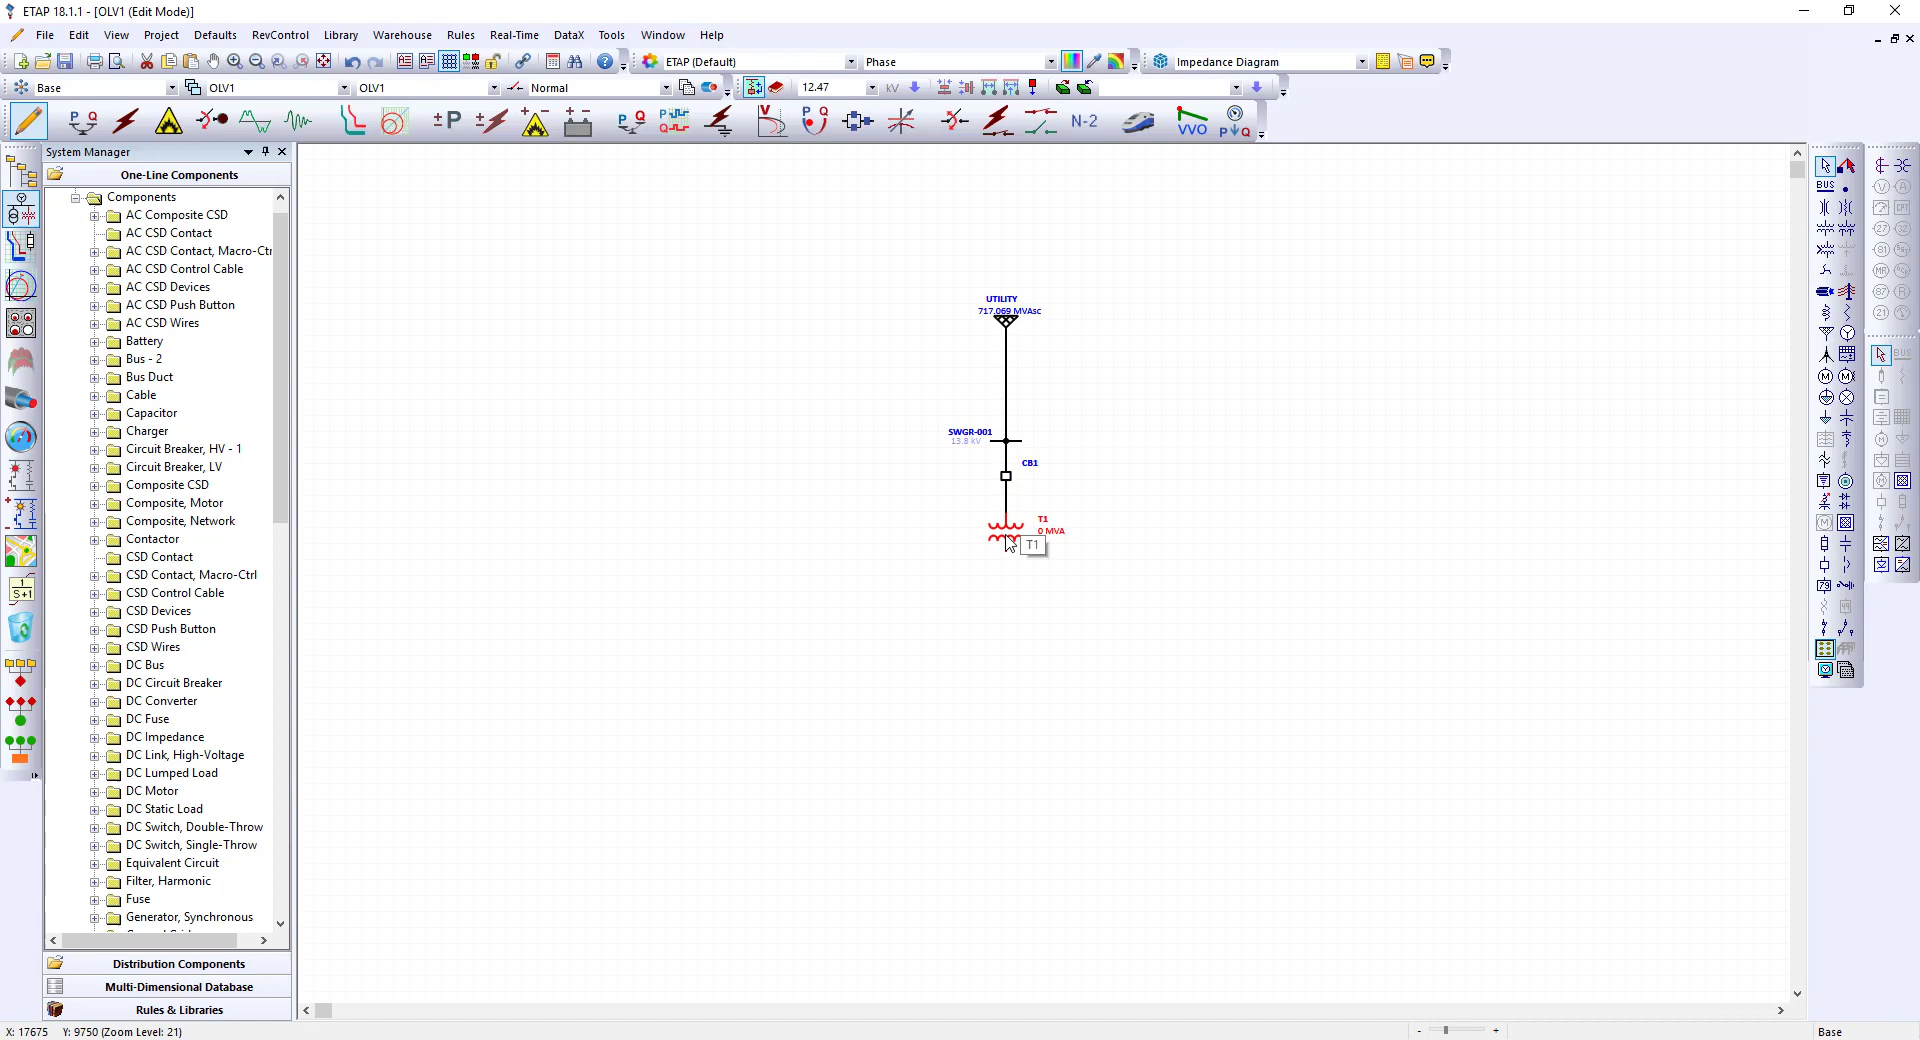 ETAP 18.1.1 - [OLV1 (Edit Mode)]
File Edit View Project Defaults RevControl Library Warehouse Rules Real-Time DataX Tools Window Help
ETAP (Default) Phase Impedance Diagram
Base OLV1 OLV1 Normal 12.47 kV
N-2 VVO
System Manager
One-Line Components
Components
AC Composite CSD
AC CSD Contact
AC CSD Contact, Macro-Ctr
AC CSD Control Cable
AC CSD Devices
AC CSD Push Button
AC CSD Wires
Battery
Bus - 2
Bus Duct
Cable
Capacitor
Charger
Circuit Breaker, HV - 1
Circuit Breaker, LV
Composite CSD
Composite, Motor
Composite, Network
Contactor
CSD Contact
CSD Contact, Macro-Ctrl
CSD Control Cable
CSD Devices
CSD Push Button
CSD Wires
DC Bus
DC Circuit Breaker
DC Converter
DC Fuse
DC Impedance
DC Link, High-Voltage
DC Lumped Load
DC Motor
DC Static Load
DC Switch, Double-Throw
DC Switch, Single-Throw
Equivalent Circuit
Filter, Harmonic
Fuse
Generator, Synchronous
Distribution Components
Multi-Dimensional Database
Rules & Libraries
UTILITY
717.069 MVAsc
SWGR-001
13.8 kV
CB1
T1
0 MVA
T1
BUS
X: 17675 Y: 9750 (Zoom Level: 21)
Base